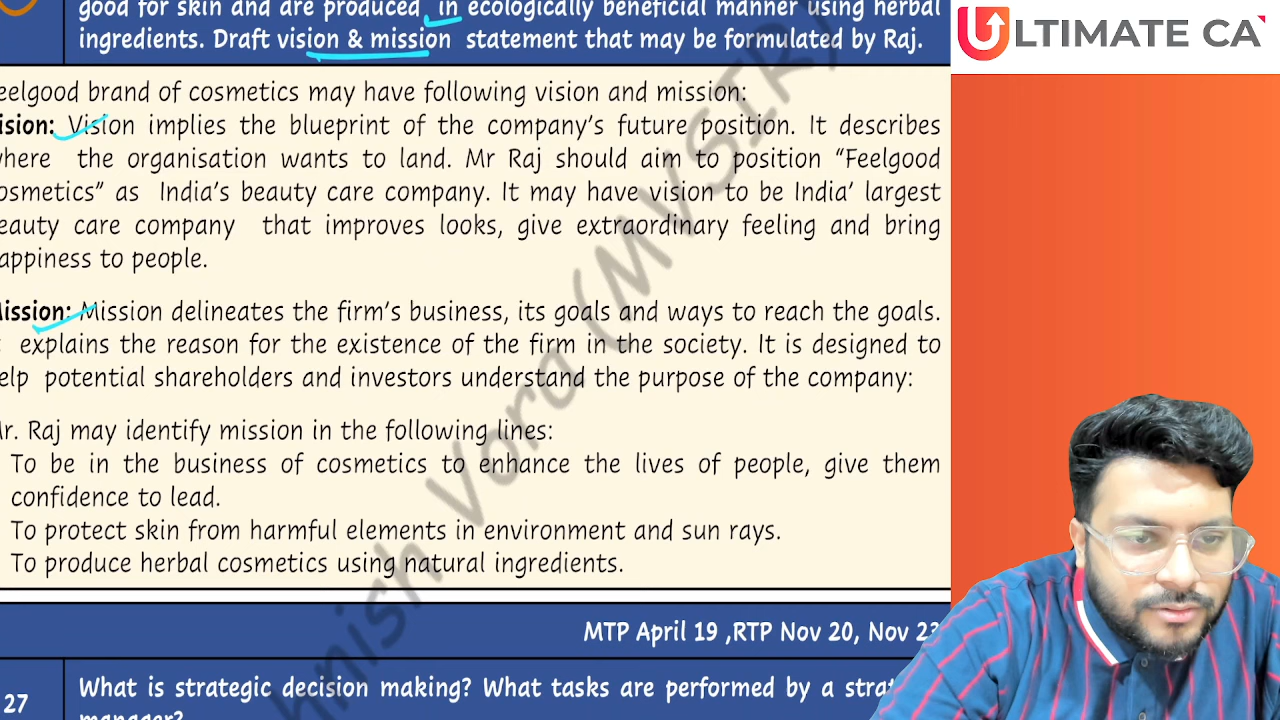 good for skin and are produced in ecologically beneficial manner using herbal
ingredients. Draft vision & mission statement that may be formulated by Raj.
ULTIMATE CA
eelgood brand of cosmetics may have following vision and mission:
ision: Vision implies the blueprint of the company's future position. It describes
where the organisation wants to land. Mr Raj should aim to position "Feelgood
osmetics" as India's beauty care company. It may have vision to be India' largest
eauty care company that improves looks, give extraordinary feeling and bring
appiness to people.
Mission: Mission delineates the firm's business, its goals and ways to reach the goals.
explains the reason for the existence of the firm in the society. It is designed to
elp potential shareholders and investors understand the purpose of the company:
Mr. Raj may identify mission in the following lines:
To be in the business of cosmetics to enhance the lives of people, give them
confidence to lead.
To protect skin from harmful elements in environment and sun rays.
To produce herbal cosmetics using natural ingredients.
hnish Vora (MVSIR)
MTP April 19 ,RTP Nov 20, Nov 23
27
What is strategic decision making? What tasks are performed by a strat
manager?